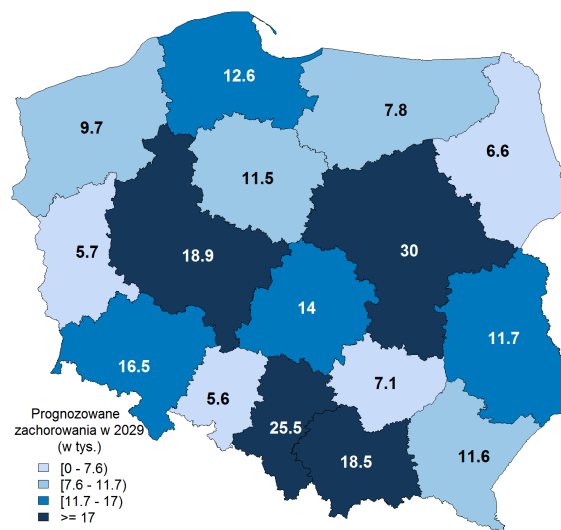 12.6
9.7
7.8
6.6
11.5
5.7
18.9
30
14
11.7
16.5
7.1
5.6
25.5
18.5
11.6
Prognozowane
zachorowania w 2029
(w tys.)
[0 - 7.6)
[7.6 - 11.7)
[11.7 - 17)
>= 17